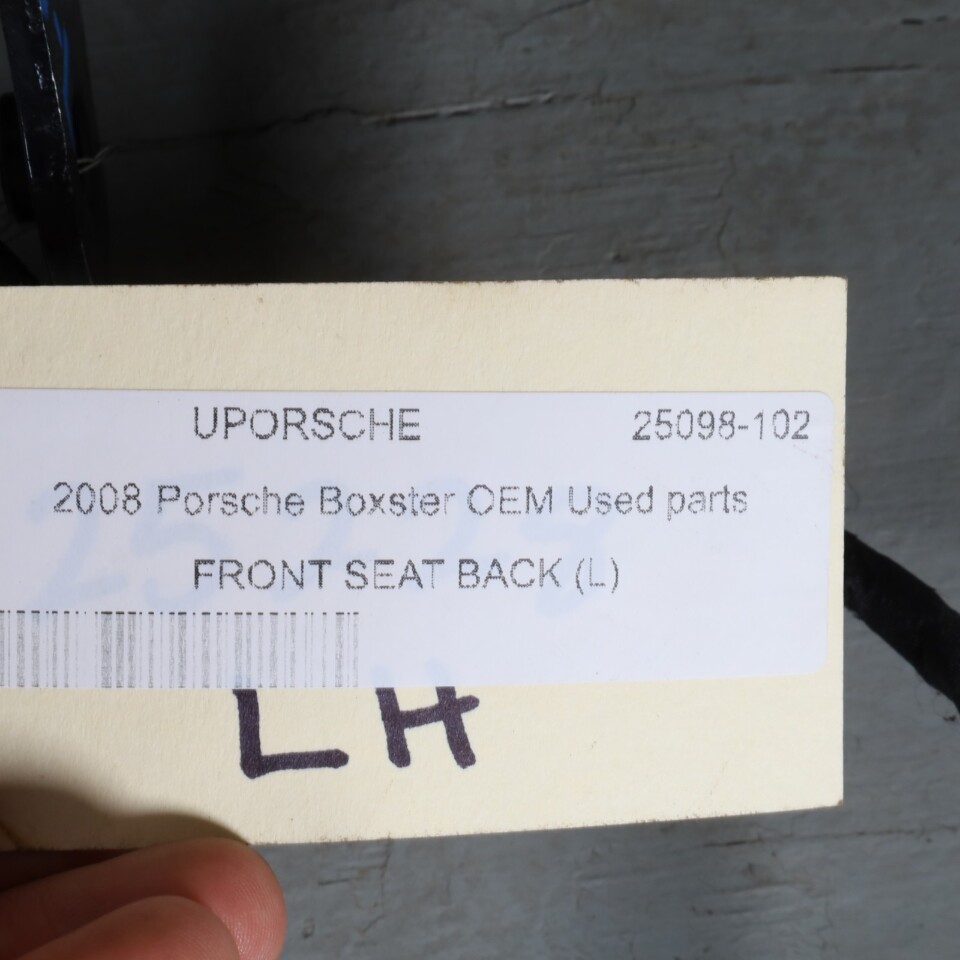 UPORSCHE 25098-102
2008 Porsche Boxster OEM Used parts
FRONT SEAT BACK (L)
LH